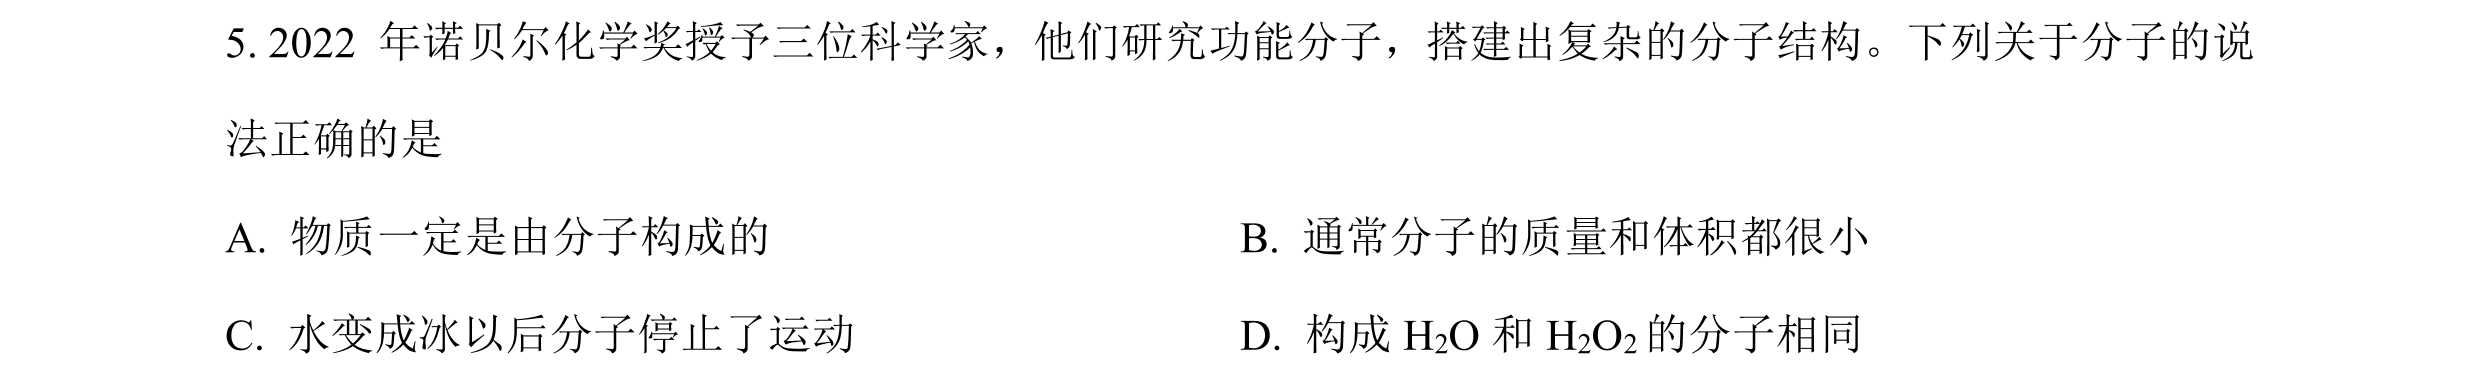 5. 2022 年诺贝尔化学奖授予三位科学家，他们研究功能分子，搭建出复杂的分子结构。下列关于分子的说
法正确的是
A. 物质一定是由分子构成的 B. 通常分子的质量和体积都很小
C. 水变成冰以后分子停止了运动 D. 构成 H₂O 和 H₂O₂ 的分子相同